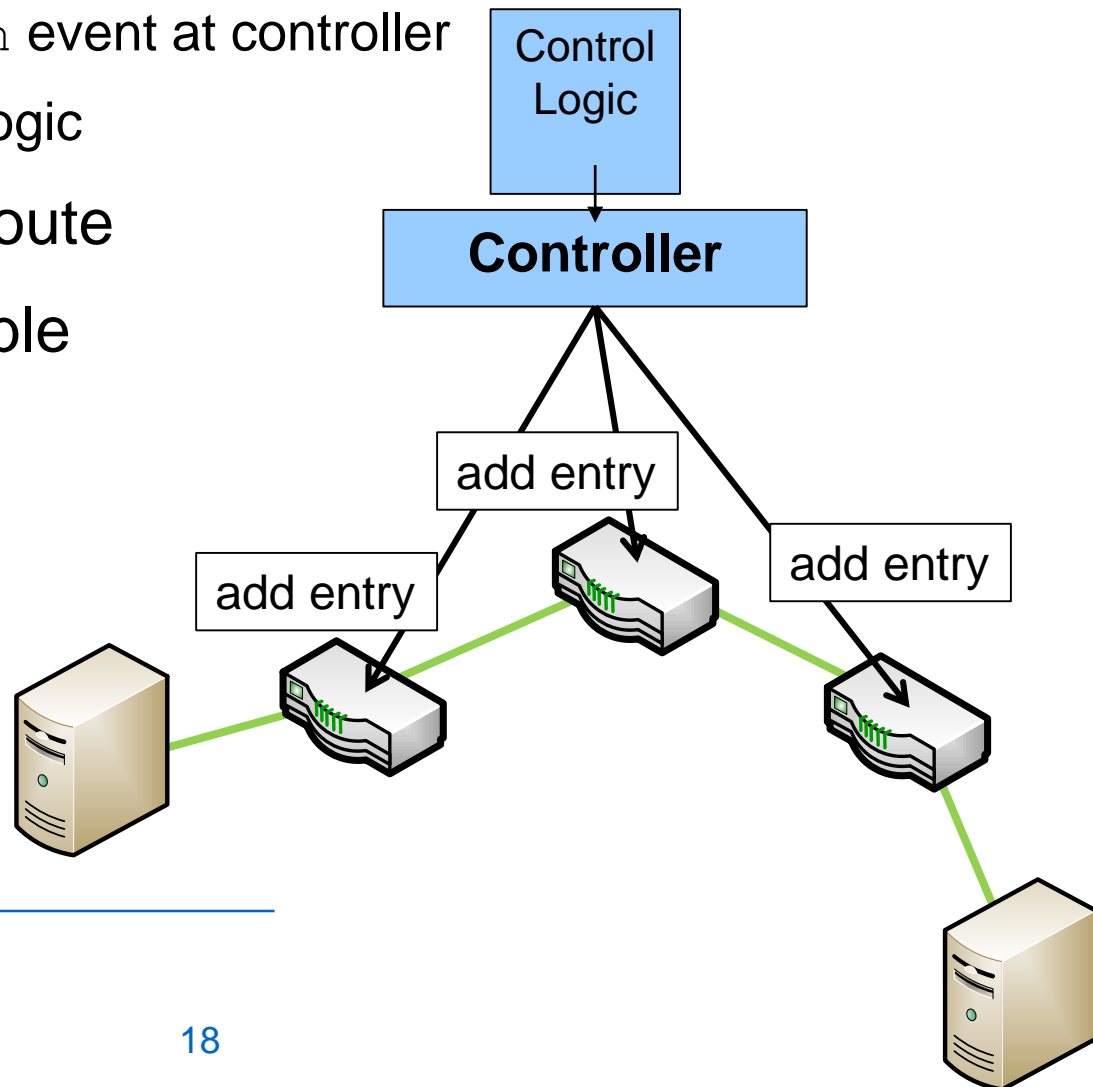 event at controller
ogic
oute
ble
Control
Logic
Controller
add entry
add entry
add entry
18